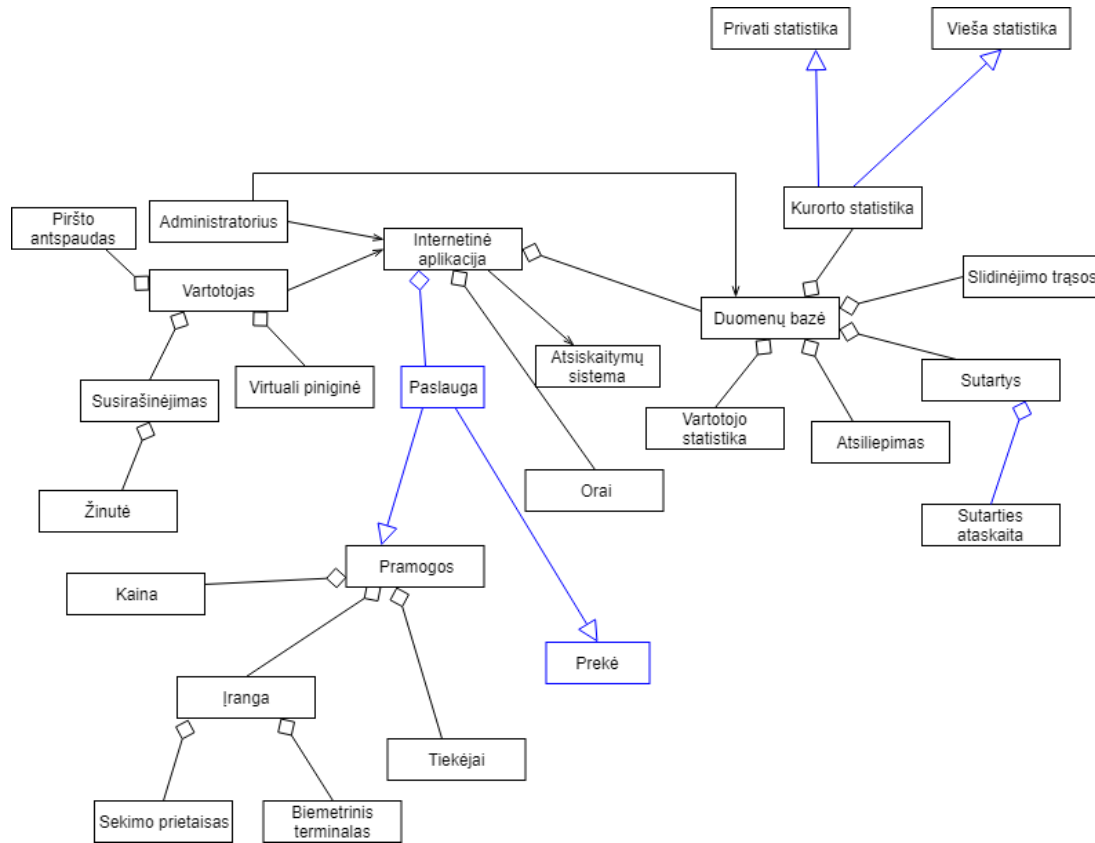 Privati statistika
Vieša statistika
Kurorto statistika
Piršto
antspaudas
Administratorius
Internetinė
aplikacija
Slidinėjimo trąsos
Vartotojas
Duomenų bazė
Atsiskaitymų
sistema
Virtuali piniginė
Paslauga
Sutartys
Susirašinėjimas
Vartotojo
statistika
Atsiliepimas
Orai
Žinutė
Sutarties
ataskaita
Pramogos
Kaina
Prekė
Įranga
Tiekėjai
Sekimo prietaisas
Biemetrinis
terminalas